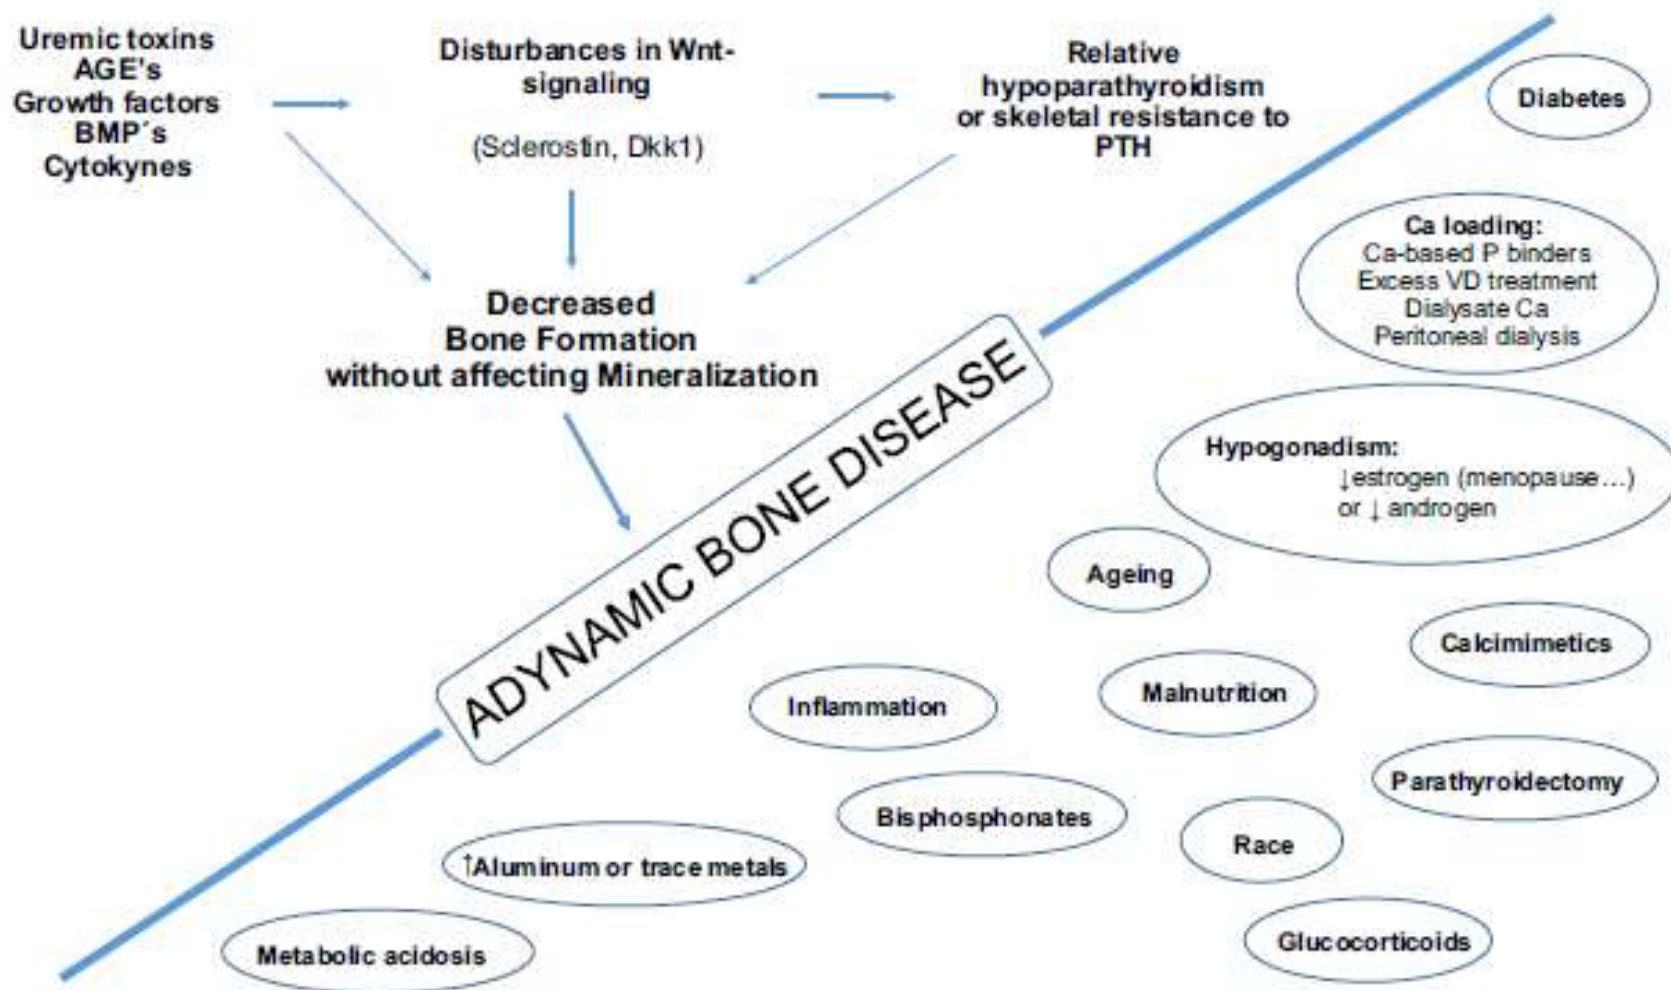 Uremic toxins
AGE's
Growth factors
BMP´s
Cytokynes
Disturbances in Wnt-
signaling
(Sclerostin, Dkk1)
Relative
hypoparathyroidism
or skeletal resistance to
PTH
Decreased
Bone Formation
without affecting Mineralization
ADYNAMIC BONE DISEASE
Diabetes
Ca loading:
Ca-based P binders
Excess VD treatment
Dialysate Ca
Peritoneal dialysis
Hypogonadism:
↓estrogen (menopause...)
or ↓ androgen
Ageing
Calcimimetics
Malnutrition
Inflammation
Parathyroidectomy
Bisphosphonates
Race
↑Aluminum or trace metals
Glucocorticoids
Metabolic acidosis